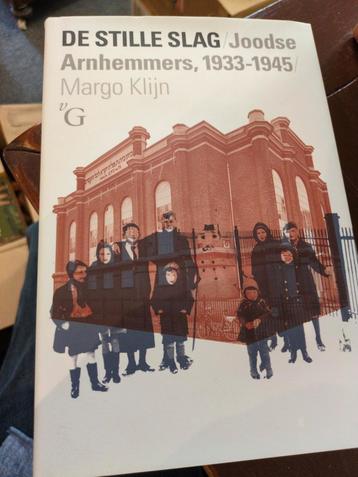 DE STILLE SLAG/Joodse
Arnhemmers, 1933-1945/
Margo Klijn
vG